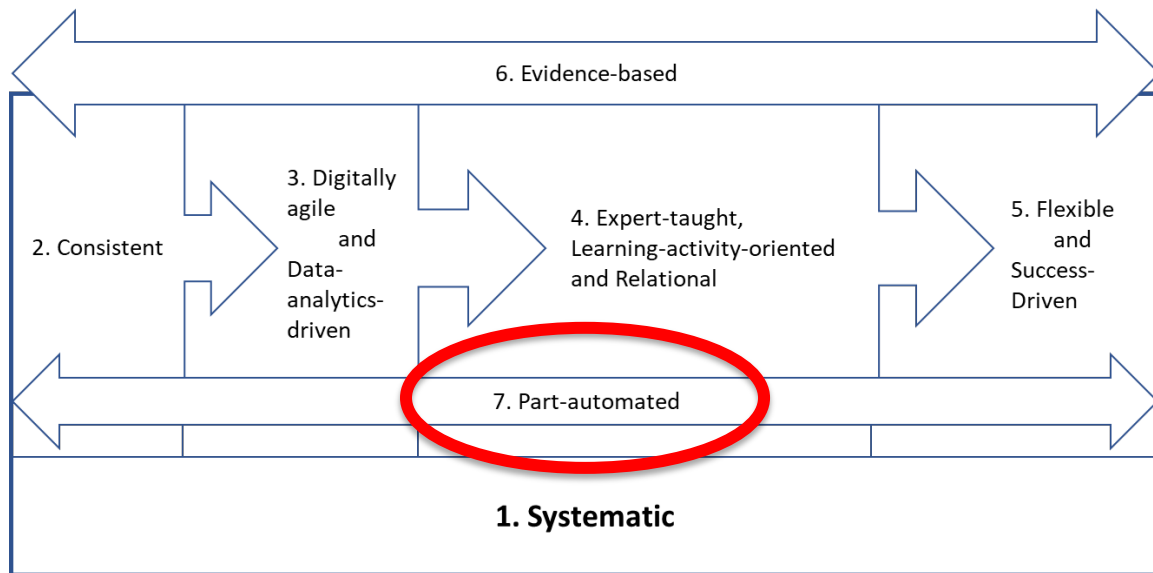 6. Evidence-based
2. Consistent
3. Digitally
agile
and
Data-
analytics-
driven
4. Expert-taught,
Learning-activity-oriented
and Relational
5. Flexible
and
Success-
Driven
7. Part-automated
1. Systematic